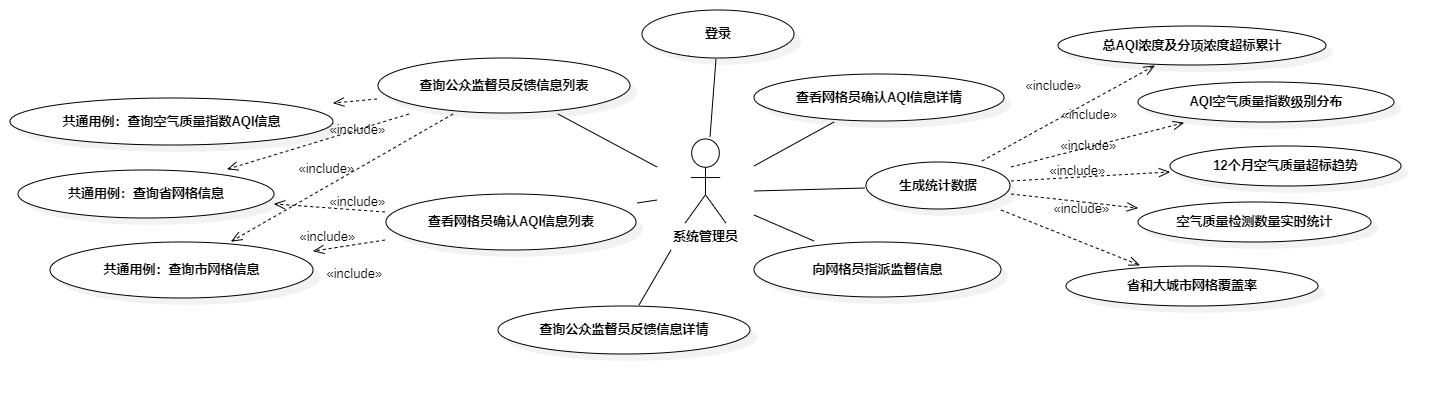 登录
总AQI浓度及分项浓度超标累计
查询公众监督员反馈信息列表
«include»
查看网格员确认AQI信息详情
AQI空气质量指数级别分布
共通用例：查询空气质量指数AQI信息
«include»
«include»
«include»
12个月空气质量超标趋势
«include»
«include»
生成统计数据
共通用例：查询省网格信息
«include»
«include»
查看网格员确认AQI信息列表
空气质量检测数量实时统计
系统管理员
«include»
共通用例：查询市网格信息
向网格员指派监督信息
«include»
省和大城市网格覆盖率
查询公众监督员反馈信息详情